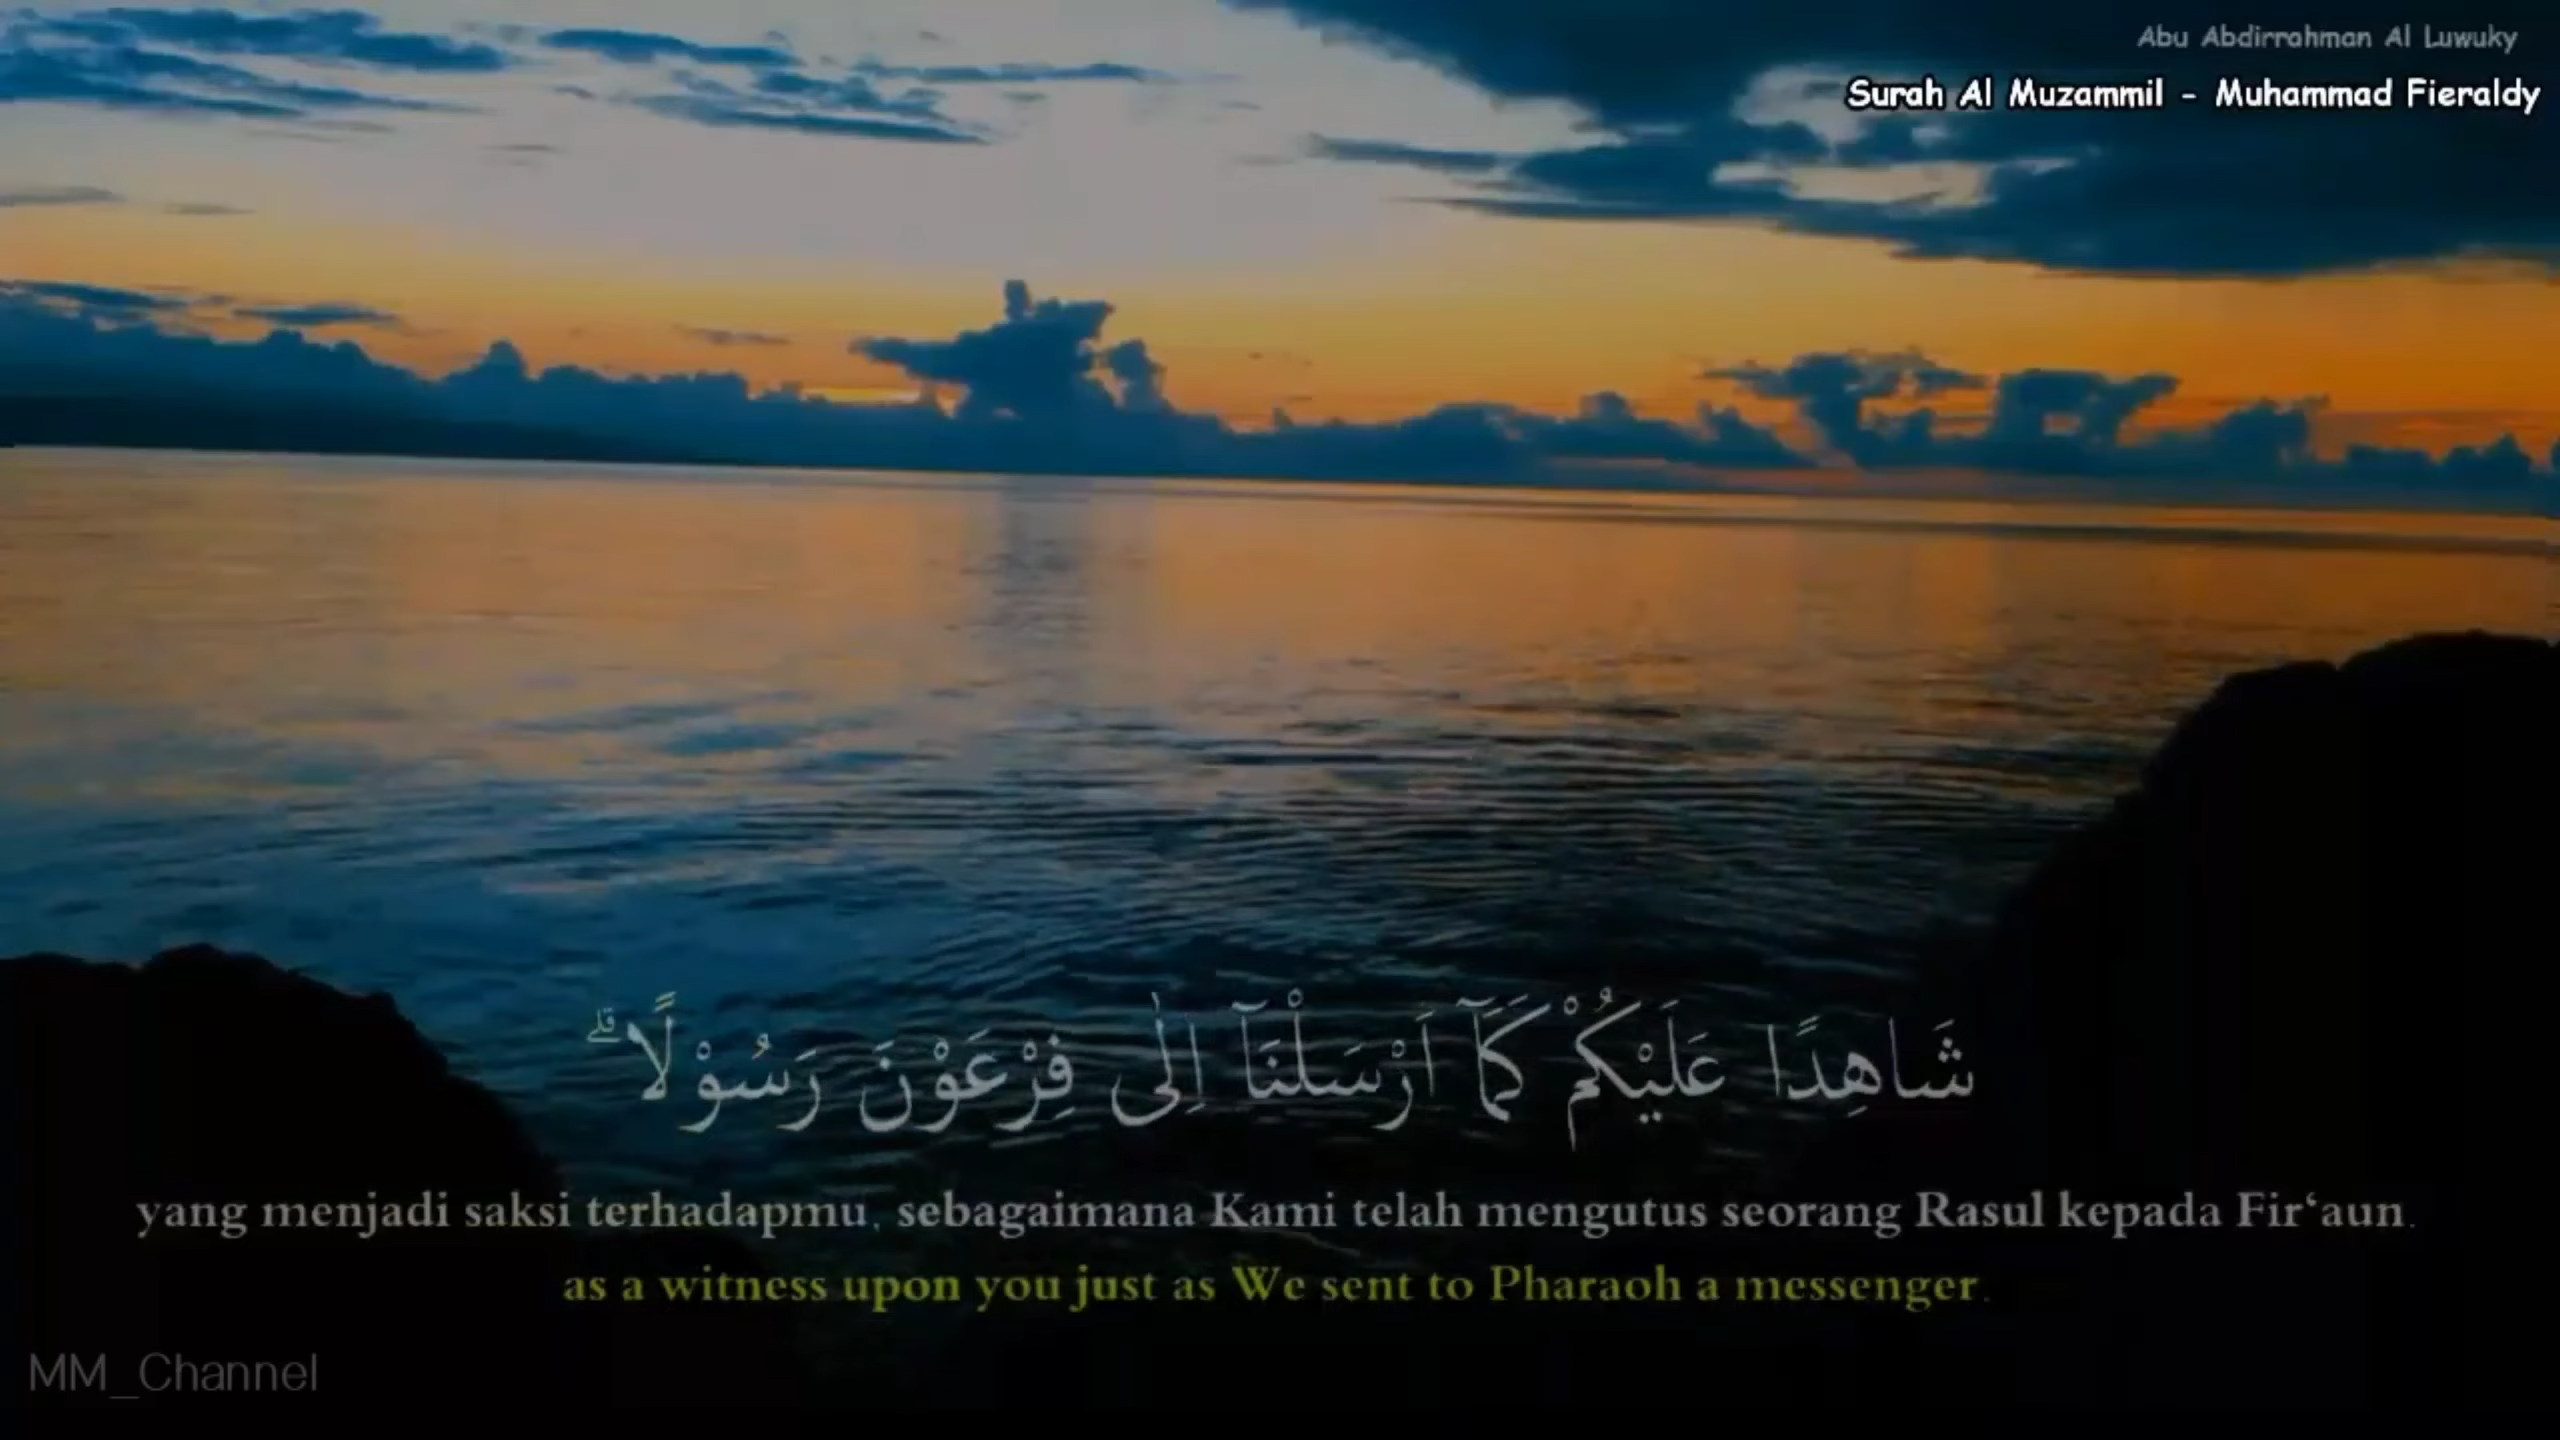 Abu Abdirrahman Al Luwuky
Surah Al Muzammil - Muhammad Fieraldy
شَاهِدًا عَلَيْكُمْ كَمَآ اَرْسَلْنَآ اِلٰى فِرْعَوْنَ رَسُوْلًاۗ
yang menjadi saksi terhadapmu, sebagaimana Kami telah mengutus seorang Rasul kepada Fir‘aun.
as a witness upon you just as We sent to Pharaoh a messenger.
MM_Channel